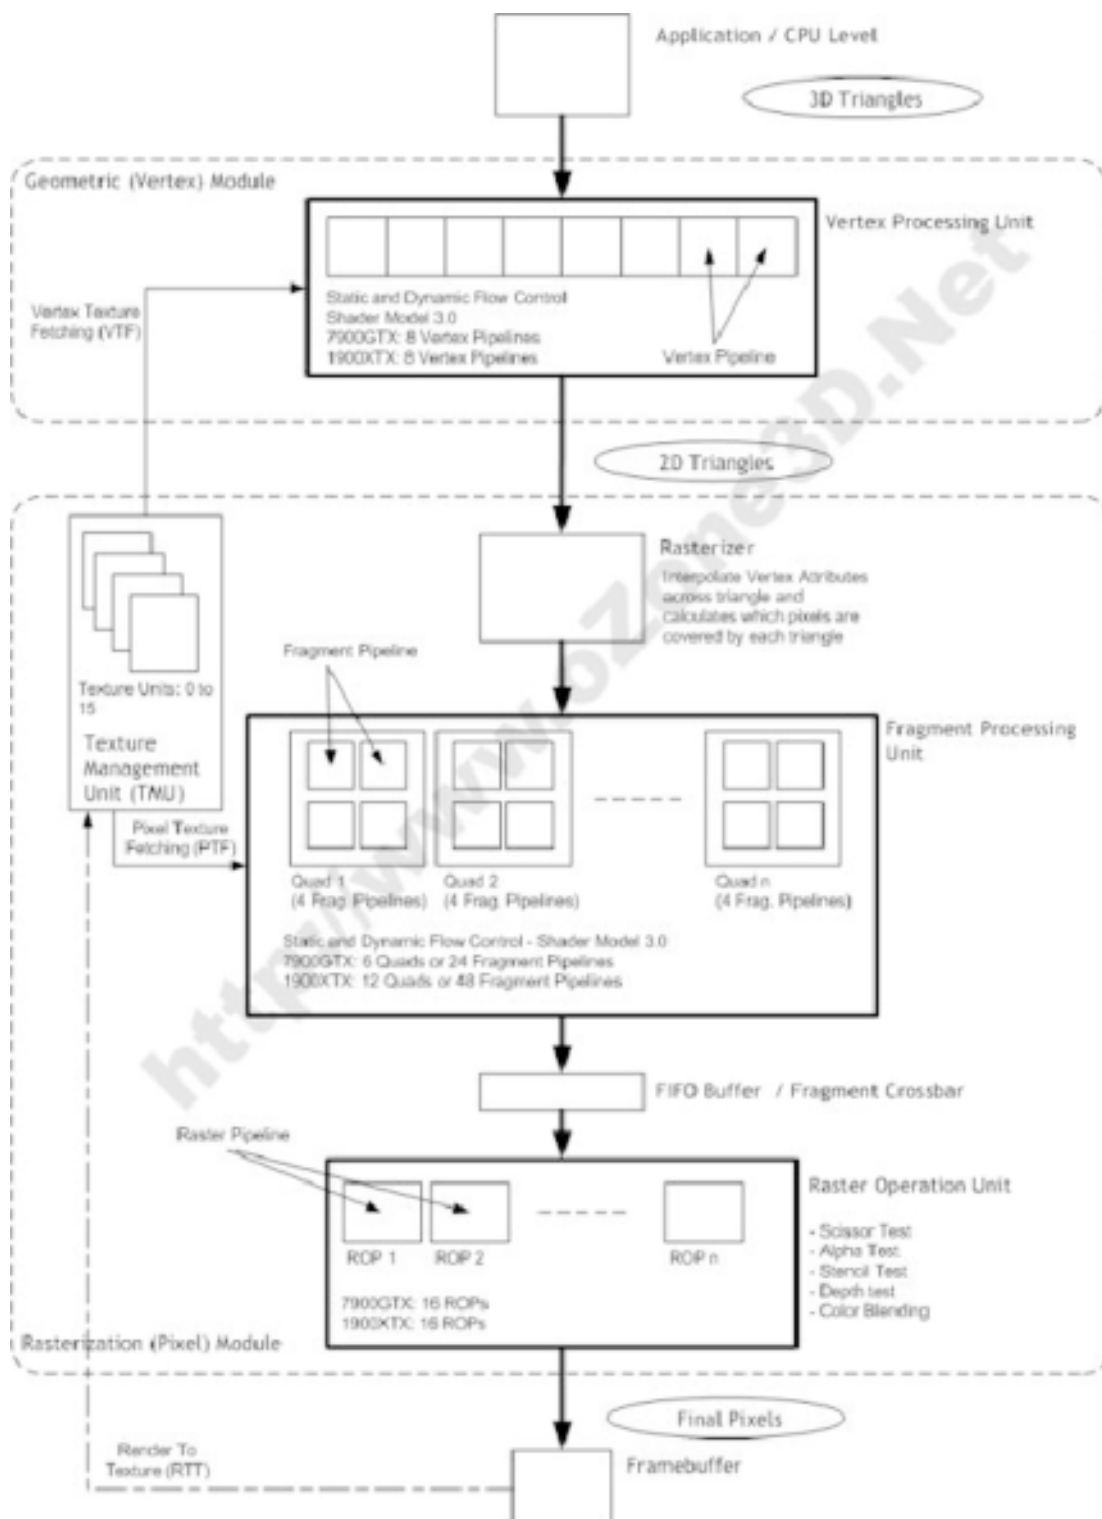 Application / CPU Level
3D Triangles
Geometric (Vertex) Module
Vertex Processing Unit
Static and Dynamic Flow Control
Shader Model 3.0
7900GTX: 8 Vertex Pipelines
1900XTX: 8 Vertex Pipelines
Vertex Pipeline
Vertex Texture
Fetching (VTF)
2D Triangles
Rasterizer
Interpolate Vertex Attributes
across triangle and
calculates which pixels are
covered by each triangle
Fragment Pipeline
Texture Units: 0 to
15
Texture
Management
Unit (TMU)
Pixel Texture
Fetching (PTF)
Fragment Processing
Unit
Quad 1
(4 Frag. Pipelines)
Quad 2
(4 Frag. Pipelines)
Quad n
(4 Frag. Pipelines)
Static and Dynamic Flow Control - Shader Model 3.0
7900GTX: 6 Quads or 24 Fragment Pipelines
1900XTX: 12 Quads or 48 Fragment Pipelines
FIFO Buffer / Fragment Crossbar
Raster Pipeline
Raster Operation Unit
- Scissor Test
- Alpha Test
- Stencil Test
- Depth test
- Color Blending
ROP 1
ROP 2
ROP n
7900GTX: 16 ROPs
1900XTX: 16 ROPs
Rasterization (Pixel) Module
Final Pixels
Render To
Texture (RTT)
Framebuffer
http://www.oZone3D.Net